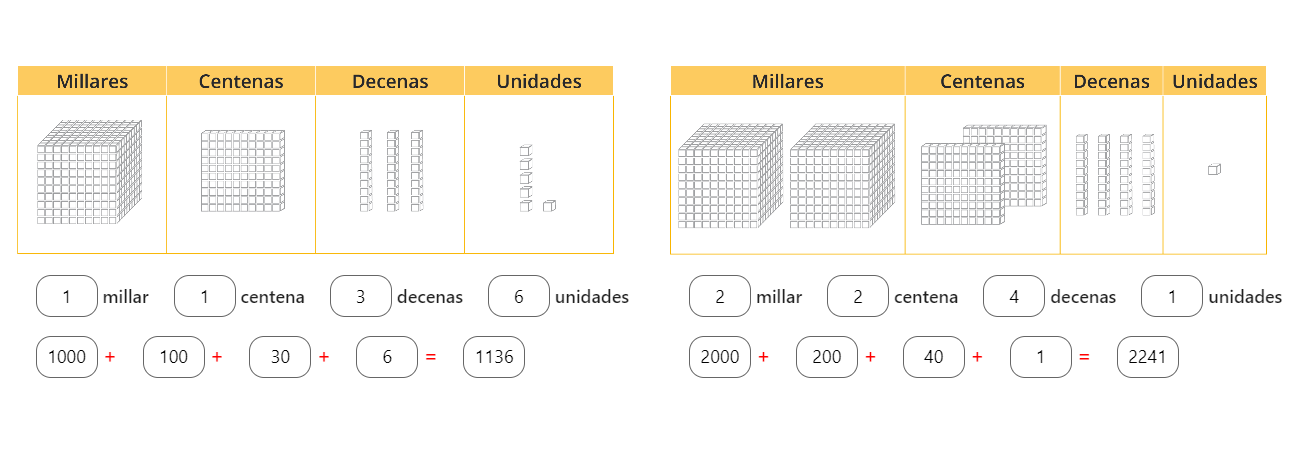 Millares Centenas Decenas Unidades
1 millar 1 centena 3 decenas 6 unidades
1000 + 100 + 30 + 6 = 1136
Millares Centenas Decenas Unidades
2 millar 2 centena 4 decenas 1 unidades
2000 + 200 + 40 + 1 = 2241